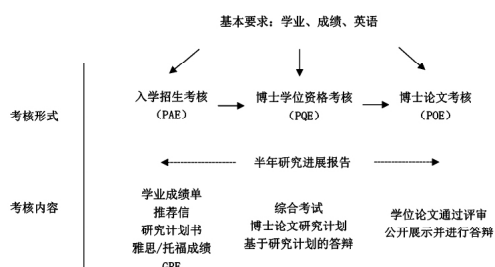 基本要求：学业、成绩、英语
考核形式
入学招生考核
（PAE）
博士学位资格考核
（PQE）
博士论文考核
（POE）
半年研究进展报告
考核内容
学业成绩单
推荐信
研究计划书
雅思/托福成绩
GRE
综合考试
博士论文研究计划
基于研究计划的答辩
学位论文通过评审
公开展示并进行答辩